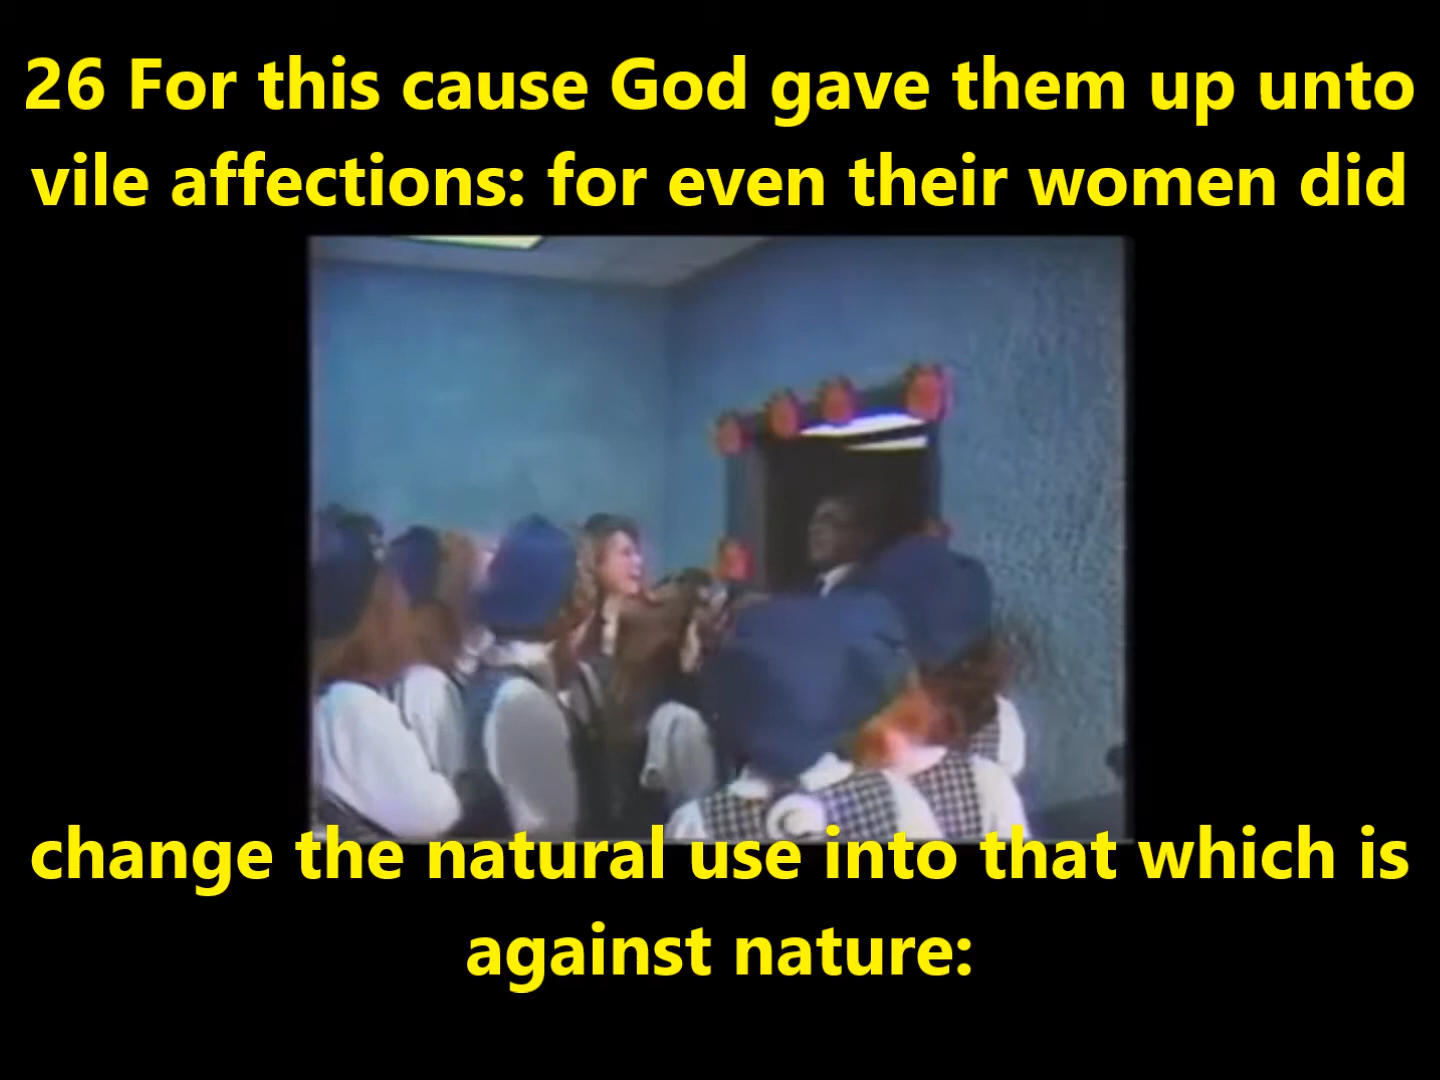 26 For this cause God gave them up unto
vile affections: for even their women did
change the natural use into that which is
against nature: